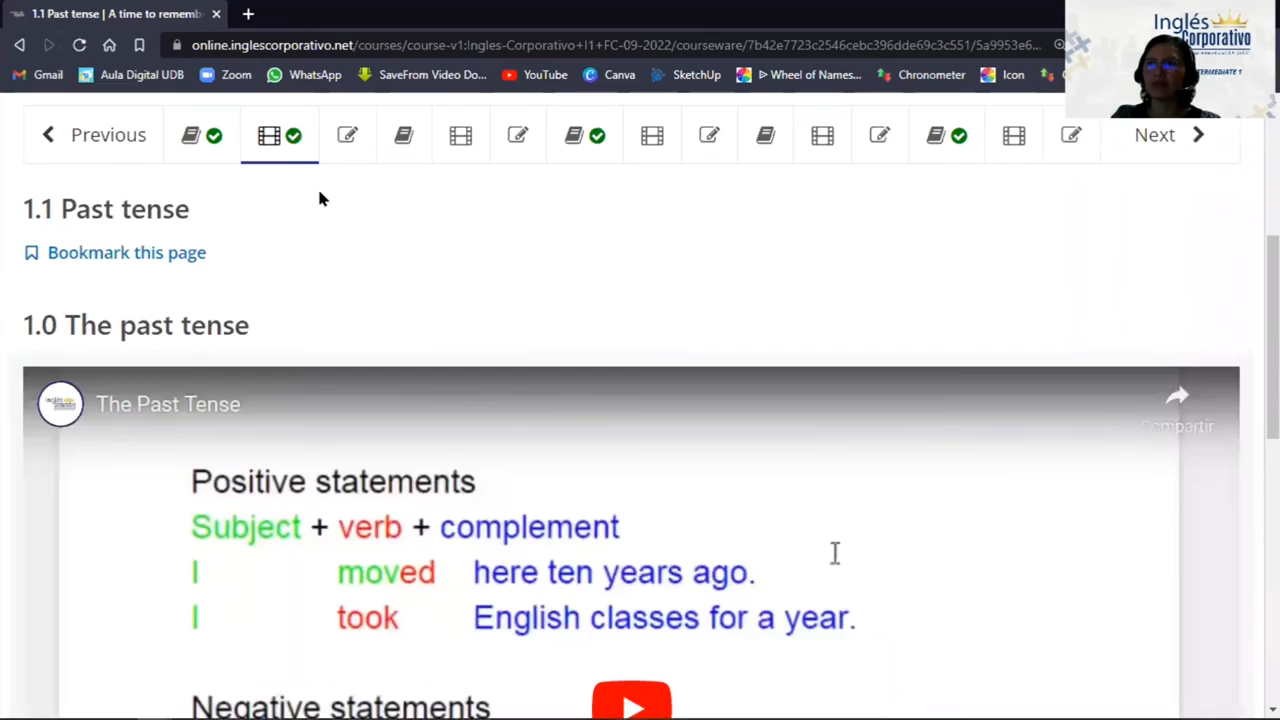 1.1 Past tense | A time to rememb
online.inglescorporativo.net/courses/course-v1:Ingles-Corporativo+I1+FC-09-2022/courseware/7b42e7723c2546cebc396dde69c3c551/5a9953e6...
Gmail
Aula Digital UDB
Zoom
WhatsApp
SaveFrom Video Do...
YouTube
Canva
SketchUp
Wheel of Names...
Chronometer
Icon
Inglés
Corporativo
INTERMEDIATE 1
Previous
Next
1.1 Past tense
Bookmark this page
1.0 The past tense
The Past Tense
Compartir
Positive statements
Subject + verb + complement
I moved here ten years ago.
I took English classes for a year.
Negative statements